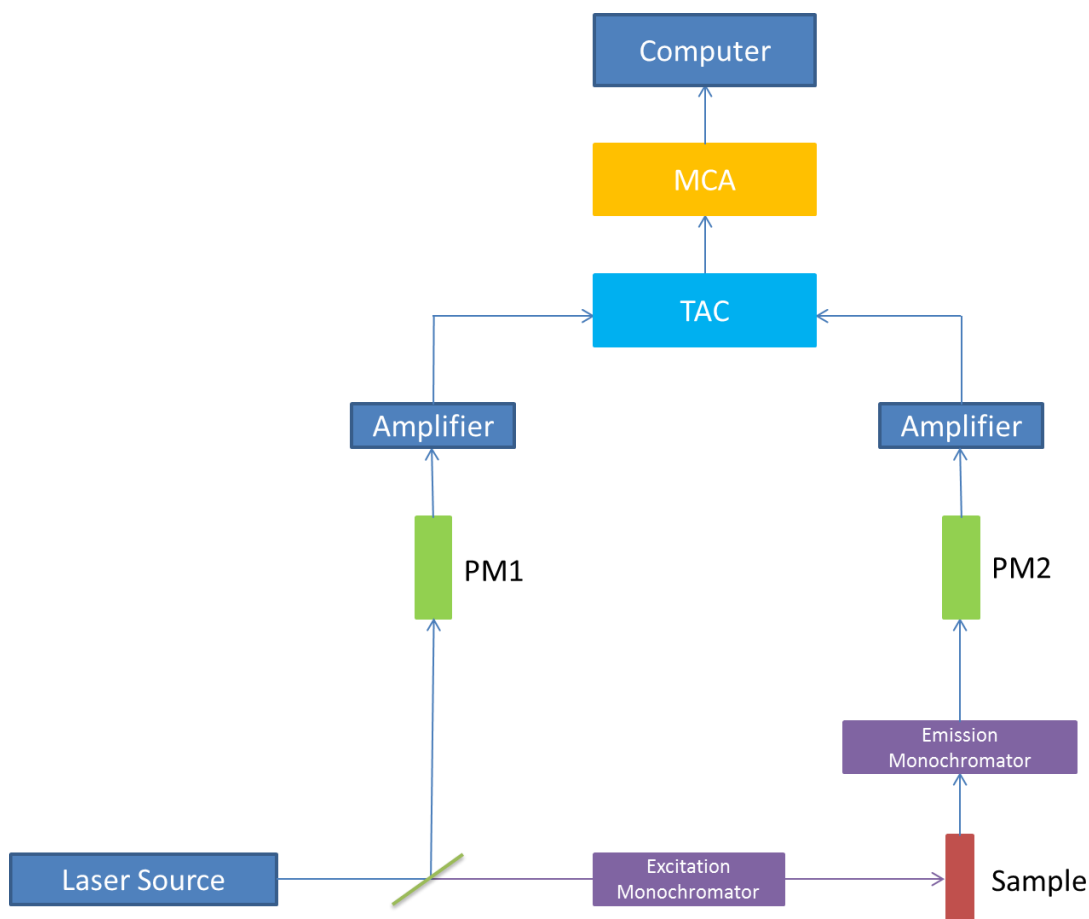 Computer
MCA
TAC
Amplifier
Amplifier
PM1
PM2
Emission
Monochromator
Laser Source
Excitation
Monochromator
Sample